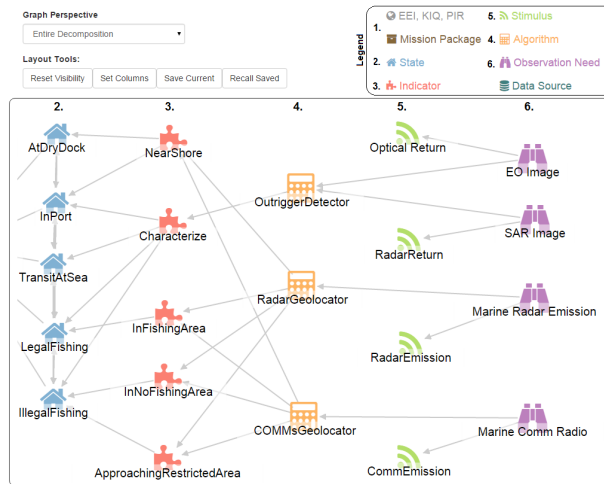 Graph Perspective
Entire Decomposition
Layout Tools:
Reset Visibility Set Columns Save Current Recall Saved
Legend
1. EEI, KIQ, PIR
Mission Package
2. State
3. Indicator
5. Stimulus
4. Algorithm
6. Observation Need
Data Source
2. 3. 4. 5. 6.
AtDryDock
NearShore
Optical Return
EO Image
OutriggerDetector
InPort
Characterize
SAR Image
RadarReturn
TransitAtSea
RadarGeolocator
Marine Radar Emission
InFishingArea
LegalFishing
RadarEmission
InNoFishingArea
IllegalFishing
COMMsGeolocator
Marine Comm Radio
ApproachingRestrictedArea
CommEmission